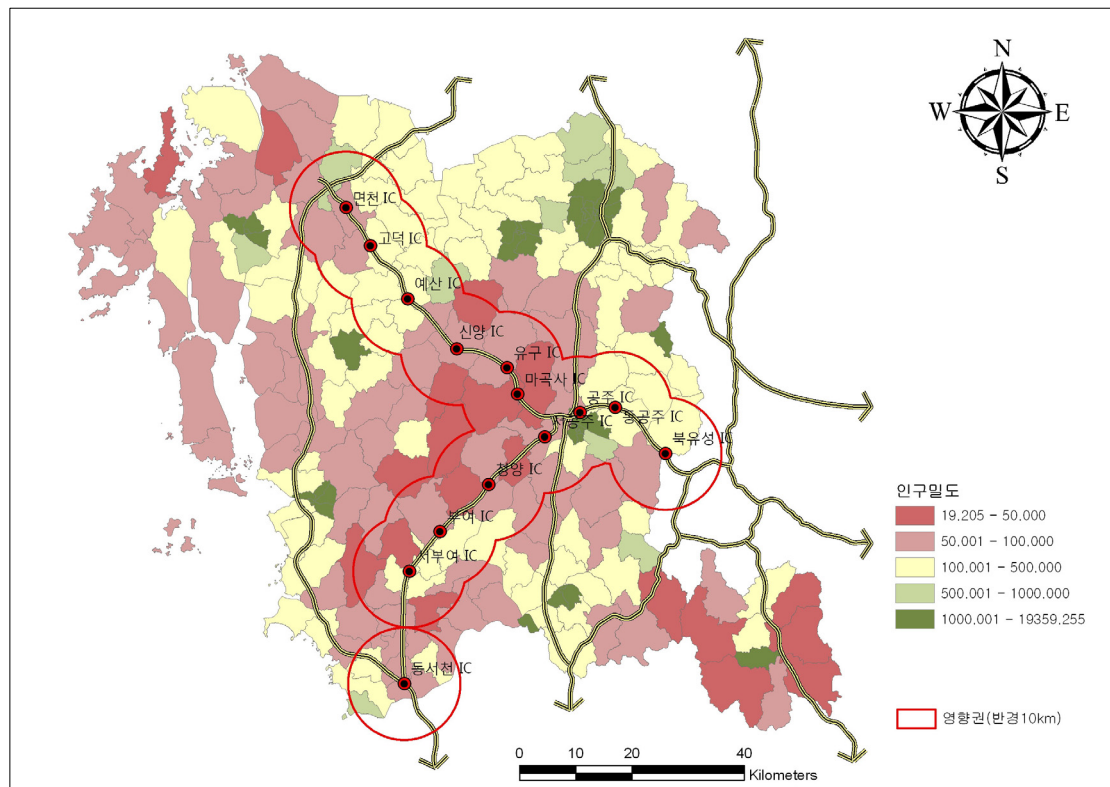 N
W E
S
면천 IC
고덕 IC
예산 IC
신양 IC
유구 IC
마곡사 IC
공주 IC
동공주 IC
서공주 IC
북유성 IC
청양 IC
부여 IC
서부여 IC
동서천 IC
인구밀도
19.205 - 50.000
50.001 - 100.000
100.001 - 500.000
500.001 - 1000.000
1000.001 - 19359.255
영향권(반경10km)
0 10 20 40
Kilometers